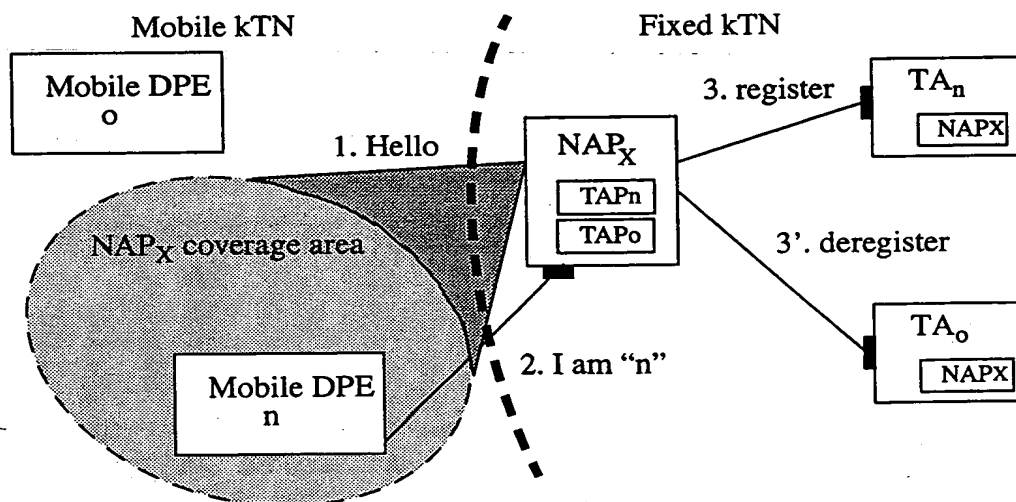 Mobile kTN
Fixed kTN
Mobile DPE
o
1. Hello
NAPX
TAPn
TAPo
3. register
TAn
NAPX
NAPX coverage area
3'. deregister
2. I am “n”
Mobile DPE
n
TAo
NAPX